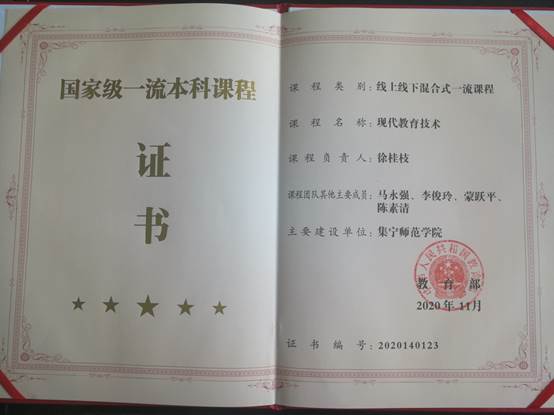 国家级一流本科课程
证
书
课程类别：线上线下混合式一流课程
课程名称：现代教育技术
课程负责人：徐桂枝
课程团队其他主要成员：马永强、李俊玲、蒙跃平、
陈素清
主要建设单位：集宁师范学院
教育部
2020年11月
证书编号：2020140123